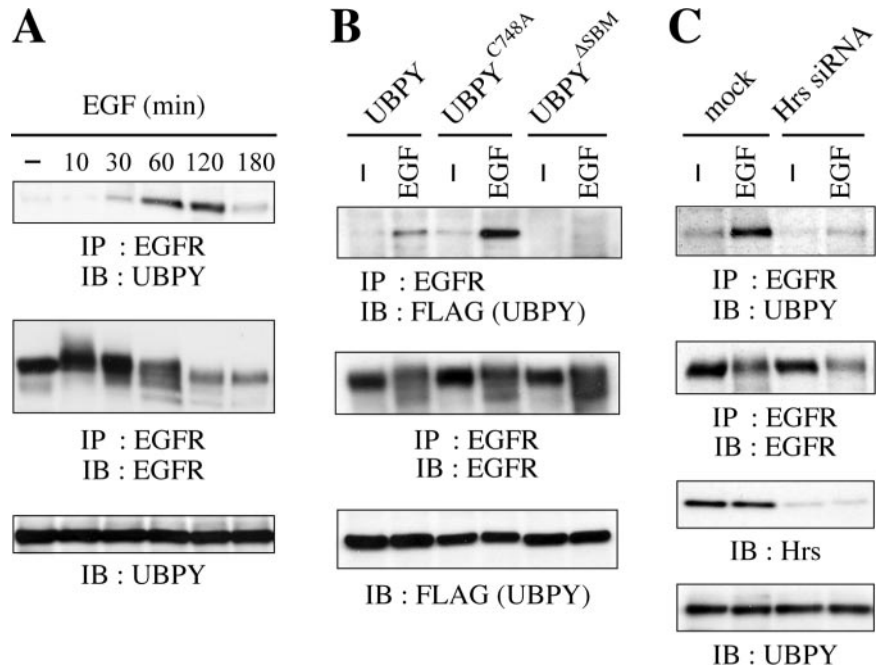 A
EGF (min)
– 10 30 60 120 180
IP : EGFR
IB : UBPY
IP : EGFR
IB : EGFR
IB : UBPY
B
UBPY UBPY^C748A UBPY^ΔSBM
– EGF – EGF – EGF
IP : EGFR
IB : FLAG (UBPY)
IP : EGFR
IB : EGFR
IB : FLAG (UBPY)
C
mock Hrs siRNA
– EGF – EGF
IP : EGFR
IB : UBPY
IP : EGFR
IB : EGFR
IB : Hrs
IB : UBPY